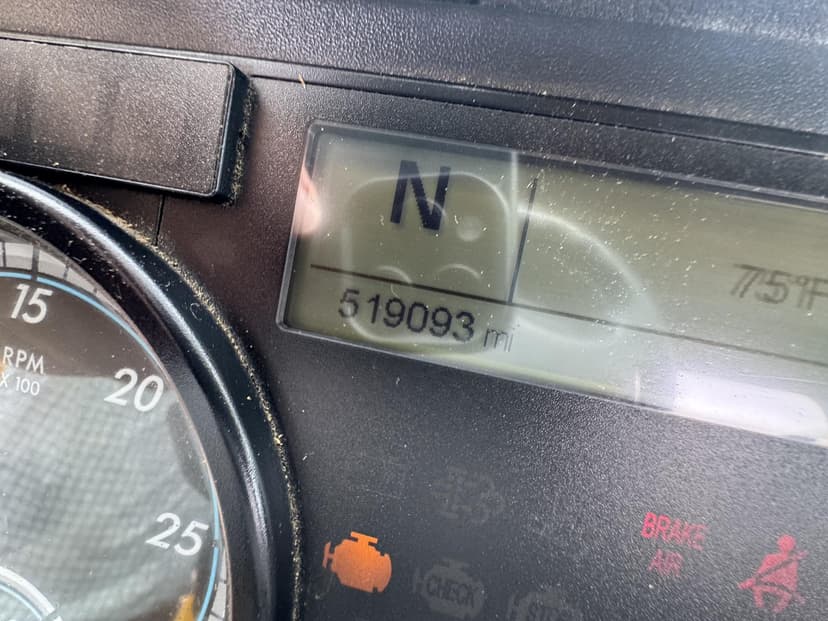 N
75°F
519093 mi
15
RPM
X 100
20
25
BRAKE
AIR
CHECK